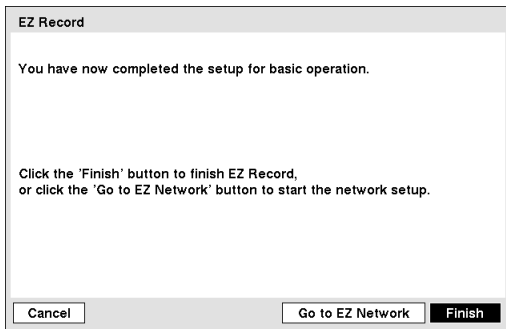 EZ Record
You have now completed the setup for basic operation.
Click the 'Finish' button to finish EZ Record,
or click the 'Go to EZ Network' button to start the network setup.
Cancel
Go to EZ Network
Finish